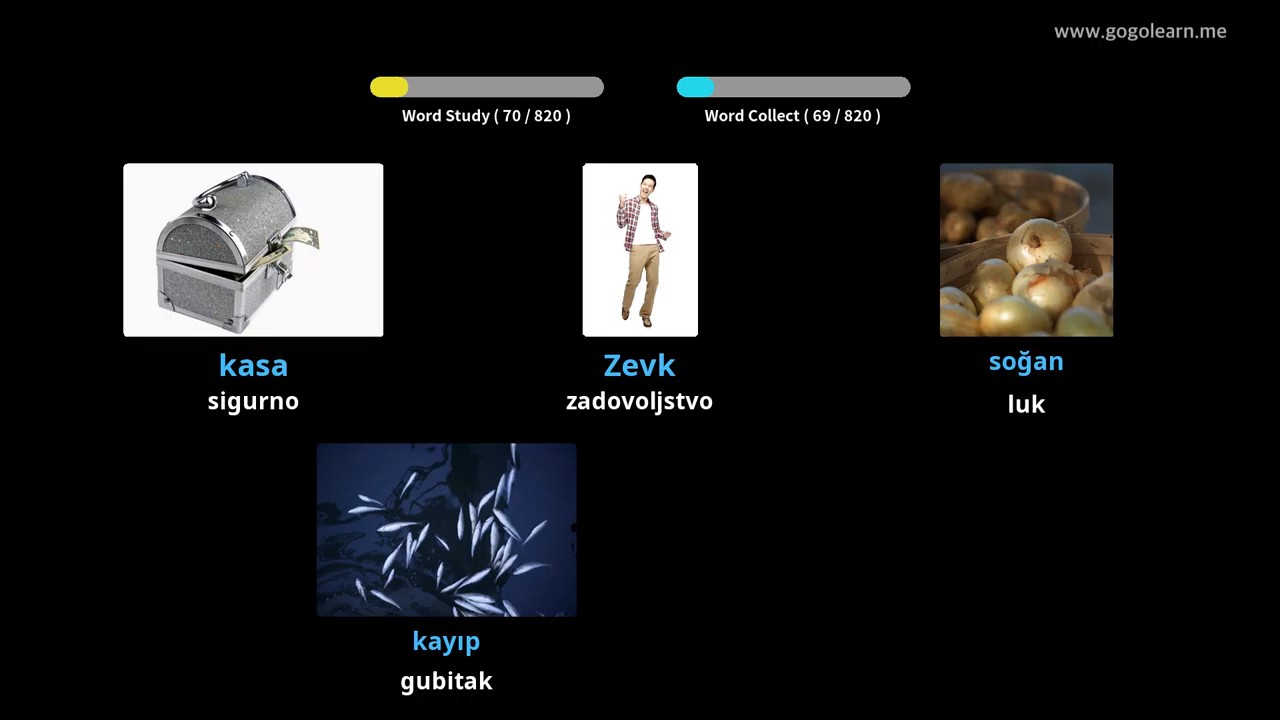 www.gogolearn.me
Word Study ( 70 / 820 )
Word Collect ( 69 / 820 )
kasa
sigurno
Zevk
zadovoljstvo
soğan
luk
kayıp
gubitak